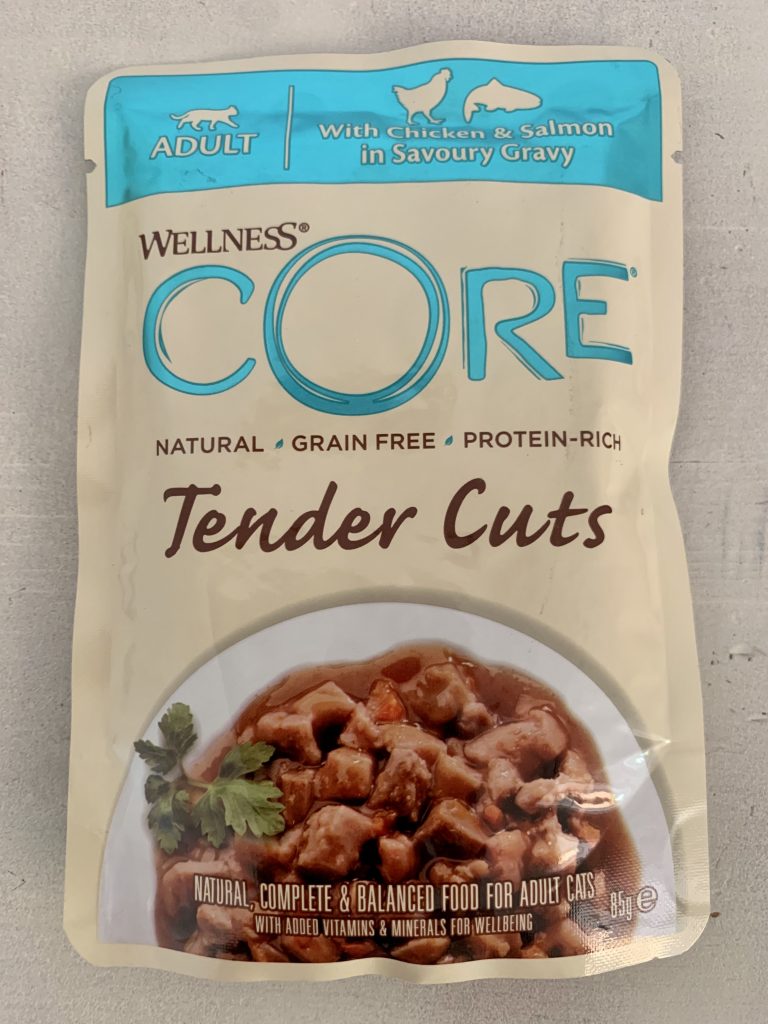 ADULT
With Chicken & Salmon
in Savoury Gravy
WELLNESS®
CORE®
NATURAL GRAIN FREE PROTEIN-RICH
Tender Cuts
NATURAL, COMPLETE & BALANCED FOOD FOR ADULT CATS
WITH ADDED VITAMINS & MINERALS FOR WELLBEING
85g ℮